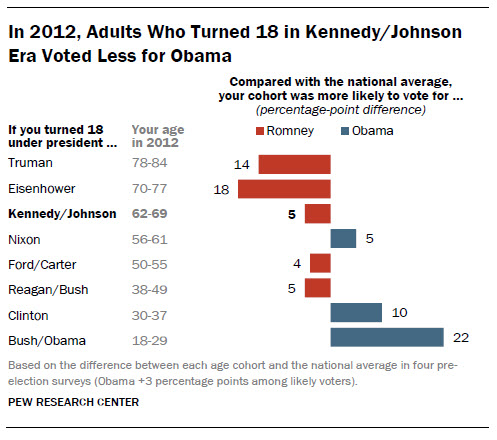 In 2012, Adults Who Turned 18 in Kennedy/Johnson
Era Voted Less for Obama
Compared with the national average,
your cohort was more likely to vote for ...
(percentage-point difference)
If you turned 18 Your age Romney Obama
under president ... in 2012
Truman 78-84 14
Eisenhower 70-77 18
Kennedy/Johnson 62-69 5
Nixon 56-61 5
Ford/Carter 50-55 4
Reagan/Bush 38-49 5
Clinton 30-37 10
Bush/Obama 18-29 22
Based on the difference between each age cohort and the national average in four pre-
election surveys (Obama +3 percentage points among likely voters).
PEW RESEARCH CENTER